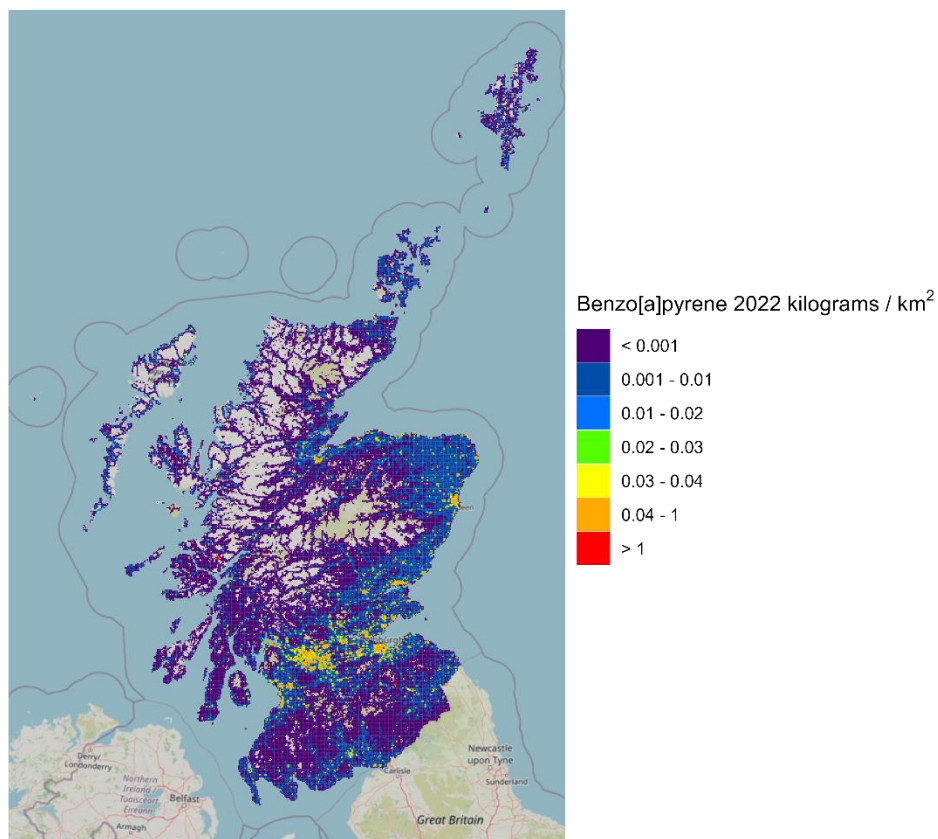 Benzo[a]pyrene 2022 kilograms / km²
< 0.001
0.001 - 0.01
0.01 - 0.02
0.02 - 0.03
0.03 - 0.04
0.04 - 1
> 1
Derry/
Londonderry
Northern
Ireland /
Tuaisceart
Éireann
Belfast
Armagh
Carlisle
Newcastle
upon Tyne
Sunderland
Great Britain